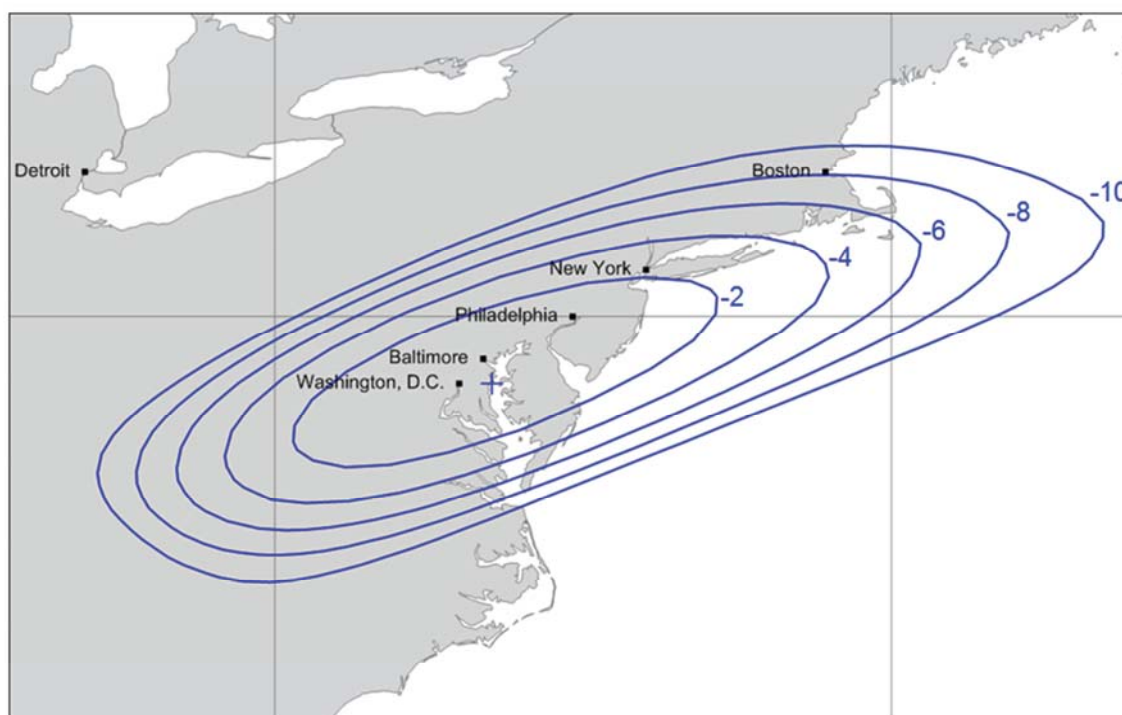 Detroit
Boston
-10
-8
-6
-4
New York
-2
Philadelphia
Baltimore
Washington, D.C.